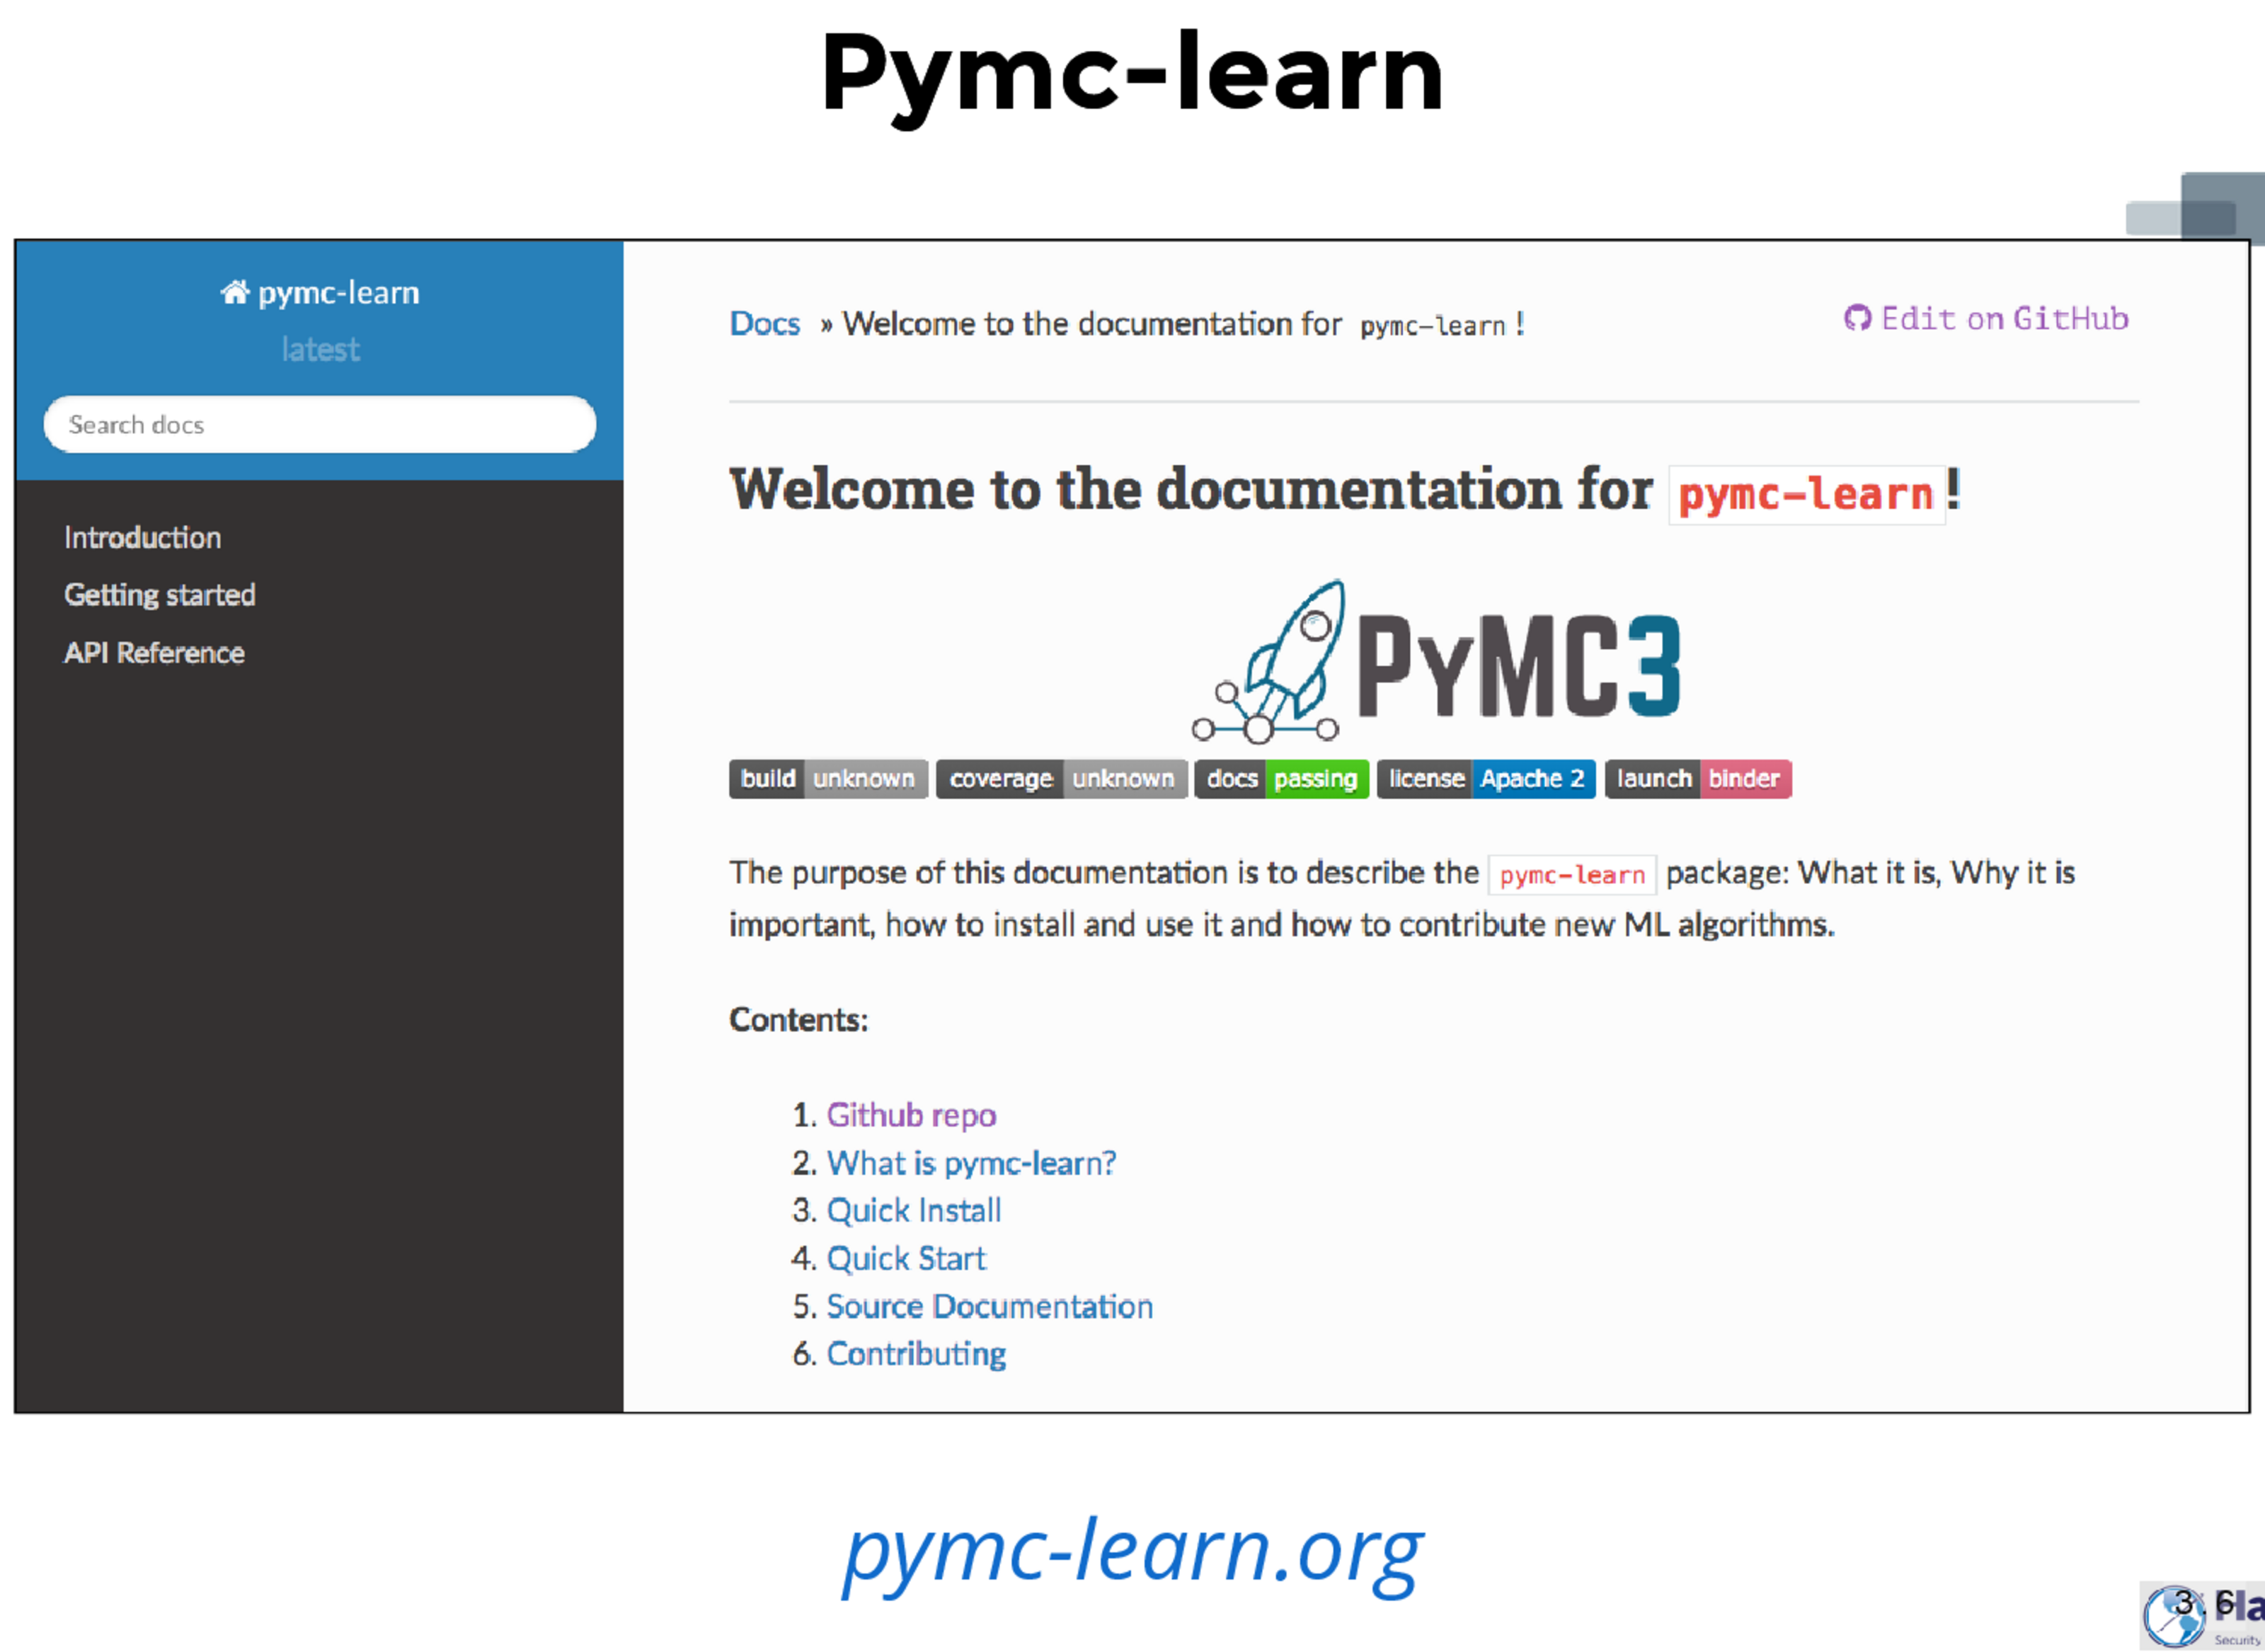 Pymc-learn
pymc-learn
latest
Search docs
Introduction
Getting started
API Reference
Docs » Welcome to the documentation for pymc-learn !
Edit on GitHub
Welcome to the documentation for pymc-learn !
PYMC3
build unknown coverage unknown docs passing license Apache 2 launch binder
The purpose of this documentation is to describe the pymc-learn package: What it is, Why it is
important, how to install and use it and how to contribute new ML algorithms.
Contents:
1. Github repo
2. What is pymc-learn?
3. Quick Install
4. Quick Start
5. Source Documentation
6. Contributing
pymc-learn.org
3.6
Security